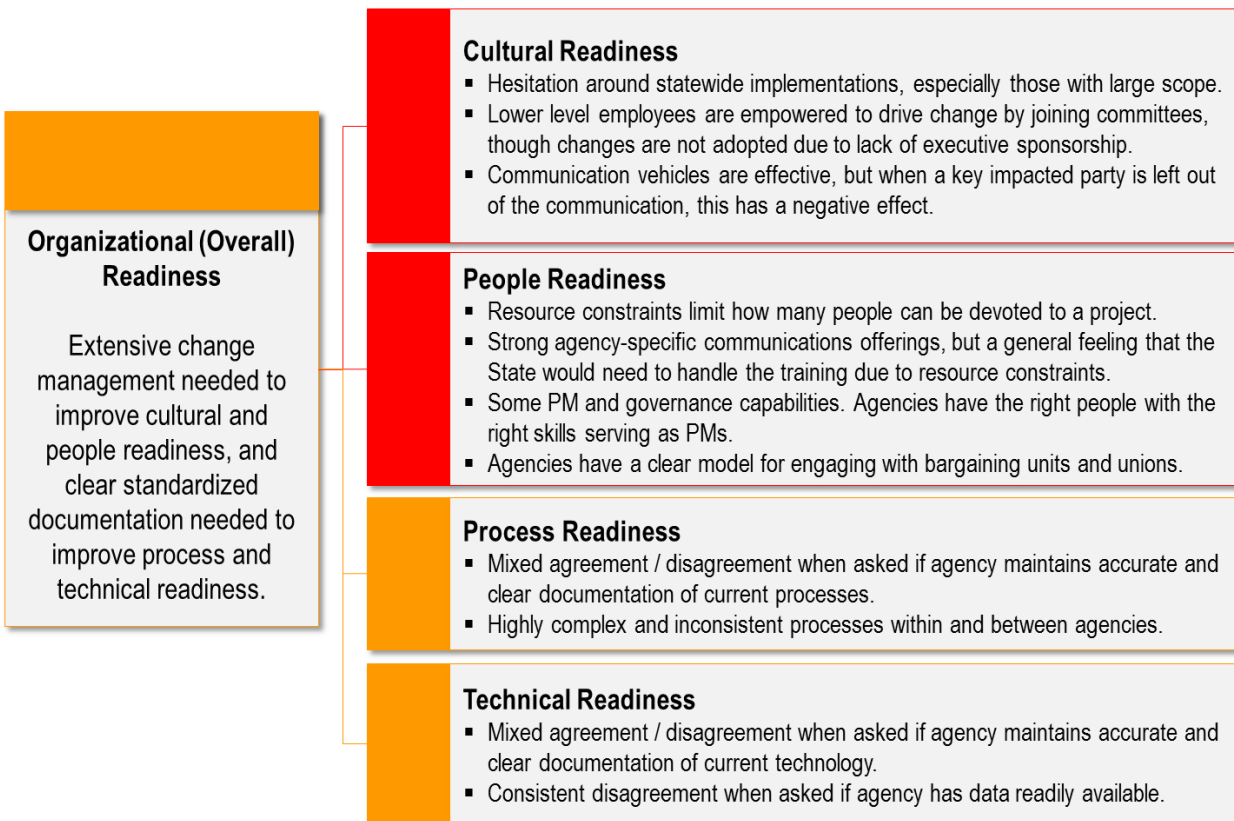 Organizational (Overall)
Readiness
Extensive change
management needed to
improve cultural and
people readiness, and
clear standardized
documentation needed to
improve process and
technical readiness.
Cultural Readiness
▪ Hesitation around statewide implementations, especially those with large scope.
▪ Lower level employees are empowered to drive change by joining committees,
though changes are not adopted due to lack of executive sponsorship.
▪ Communication vehicles are effective, but when a key impacted party is left out
of the communication, this has a negative effect.
People Readiness
▪ Resource constraints limit how many people can be devoted to a project.
▪ Strong agency-specific communications offerings, but a general feeling that the
State would need to handle the training due to resource constraints.
▪ Some PM and governance capabilities. Agencies have the right people with the
right skills serving as PMs.
▪ Agencies have a clear model for engaging with bargaining units and unions.
Process Readiness
▪ Mixed agreement / disagreement when asked if agency maintains accurate and
clear documentation of current processes.
▪ Highly complex and inconsistent processes within and between agencies.
Technical Readiness
▪ Mixed agreement / disagreement when asked if agency maintains accurate and
clear documentation of current technology.
▪ Consistent disagreement when asked if agency has data readily available.